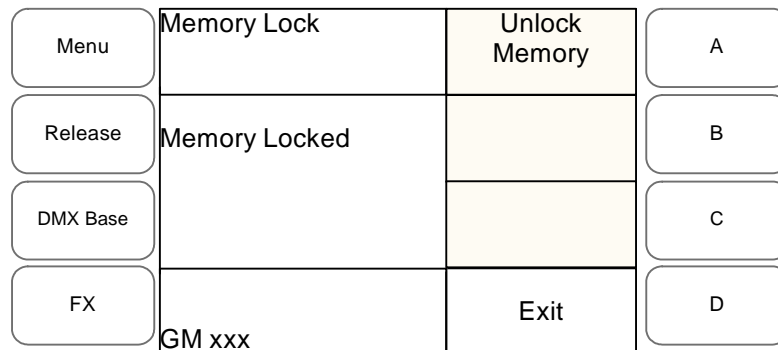 Menu
Memory Lock
Unlock
Memory
A
Release
Memory Locked
B
DMX Base
C
FX
GM xxx
Exit
D